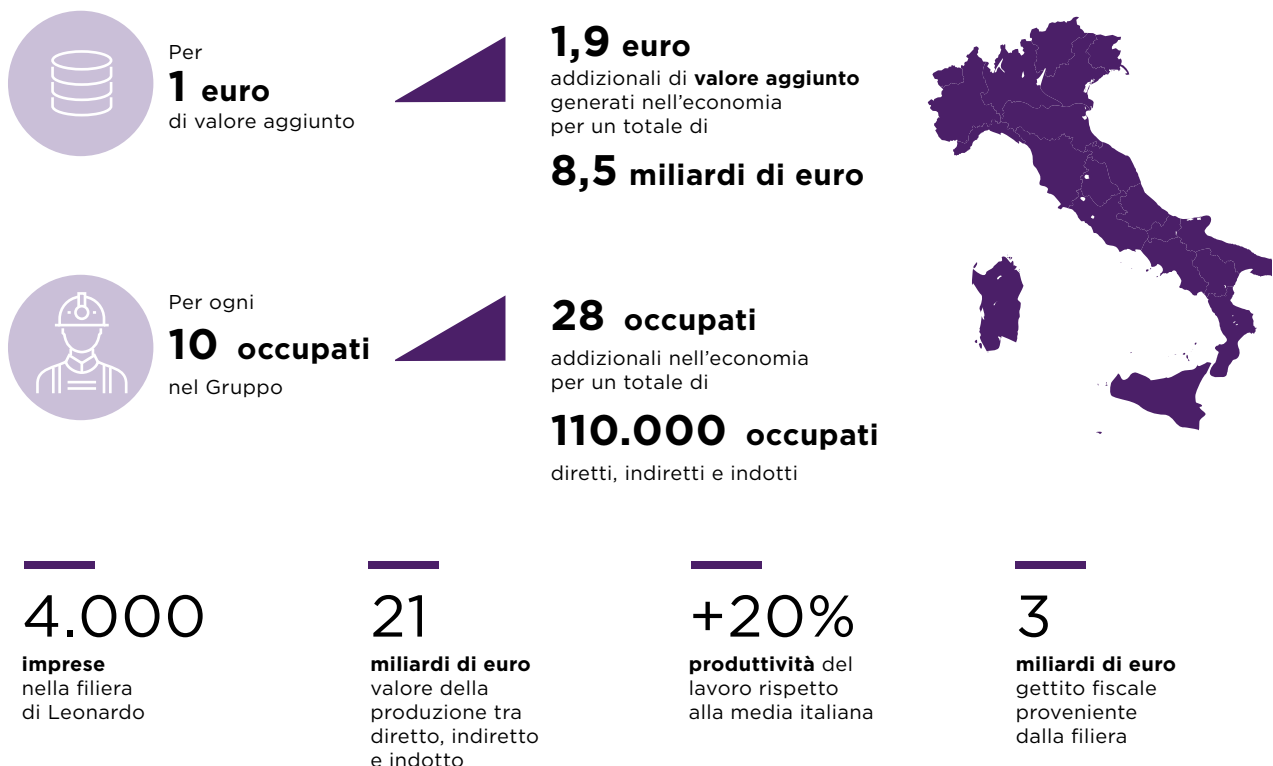 Per
1 euro
di valore aggiunto
1,9 euro
addizionali di valore aggiunto
generati nell'economia
per un totale di
8,5 miliardi di euro
Per ogni
10 occupati
nel Gruppo
28 occupati
addizionali nell'economia
per un totale di
110.000 occupati
diretti, indiretti e indotti
4.000
imprese
nella filiera
di Leonardo
21
miliardi di euro
valore della
produzione tra
diretto, indiretto
e indotto
+20%
produttività del
lavoro rispetto
alla media italiana
3
miliardi di euro
gettito fiscale
proveniente
dalla filiera